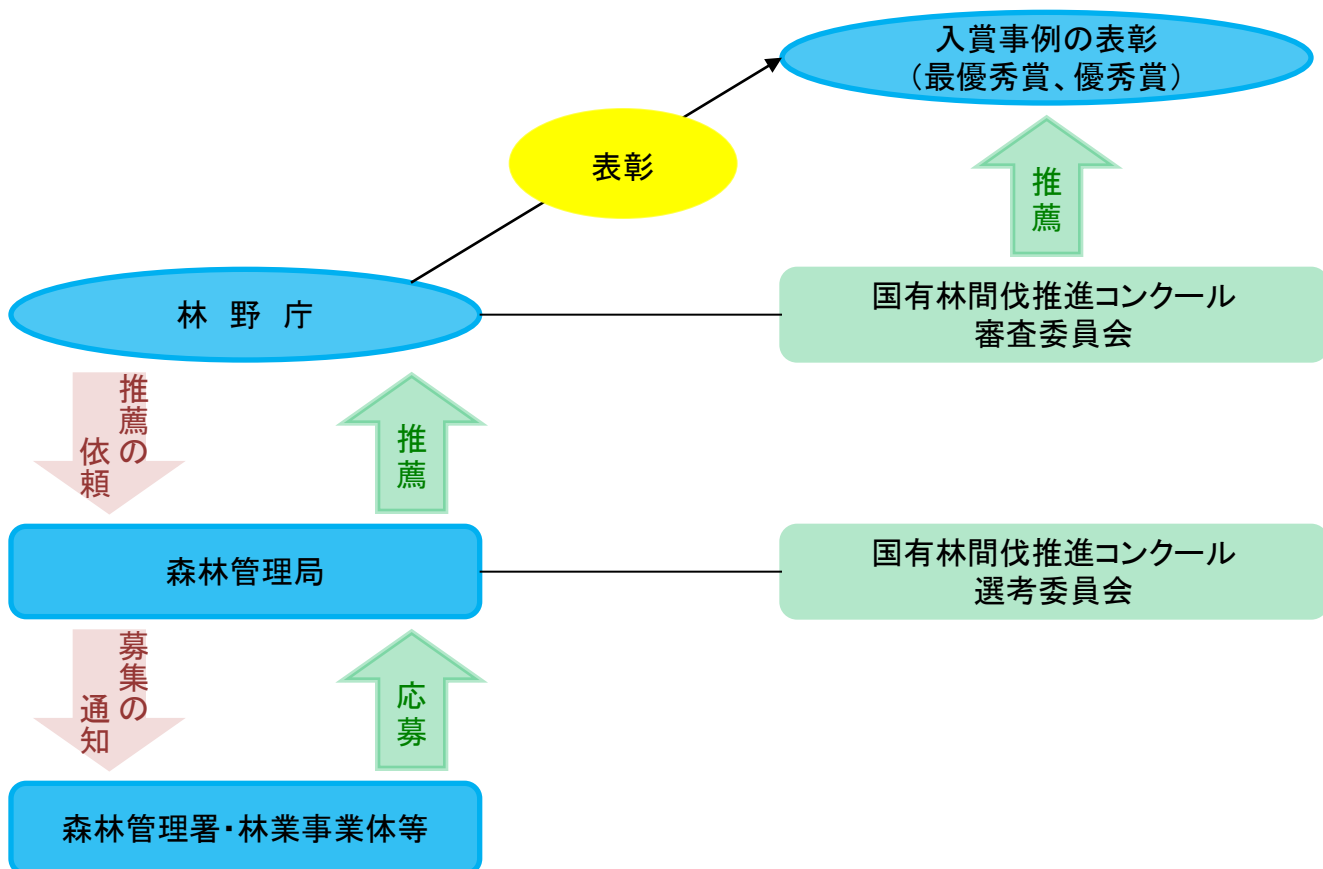 入賞事例の表彰
（最優秀賞、優秀賞）
表彰
推薦
林 野 庁
国有林間伐推進コンクール
審査委員会
推薦の
依頼
推薦
森林管理局
国有林間伐推進コンクール
選考委員会
募集の
通知
応募
森林管理署・林業事業体等